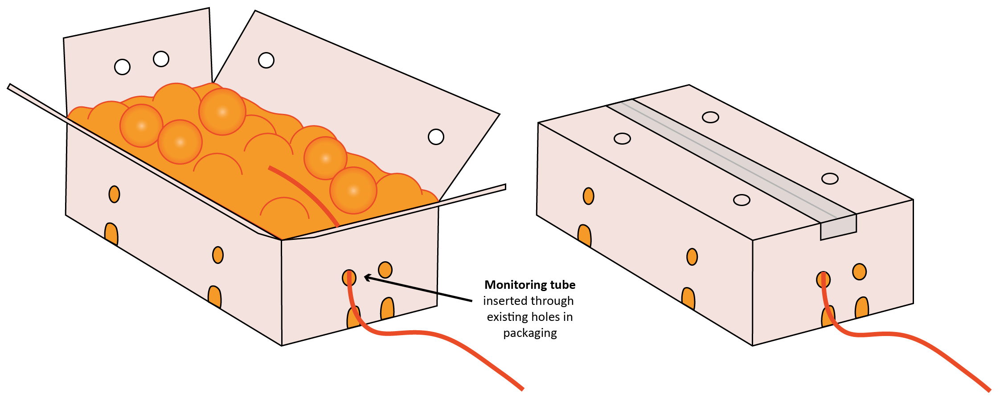 Monitoring tube
inserted through
existing holes in
packaging